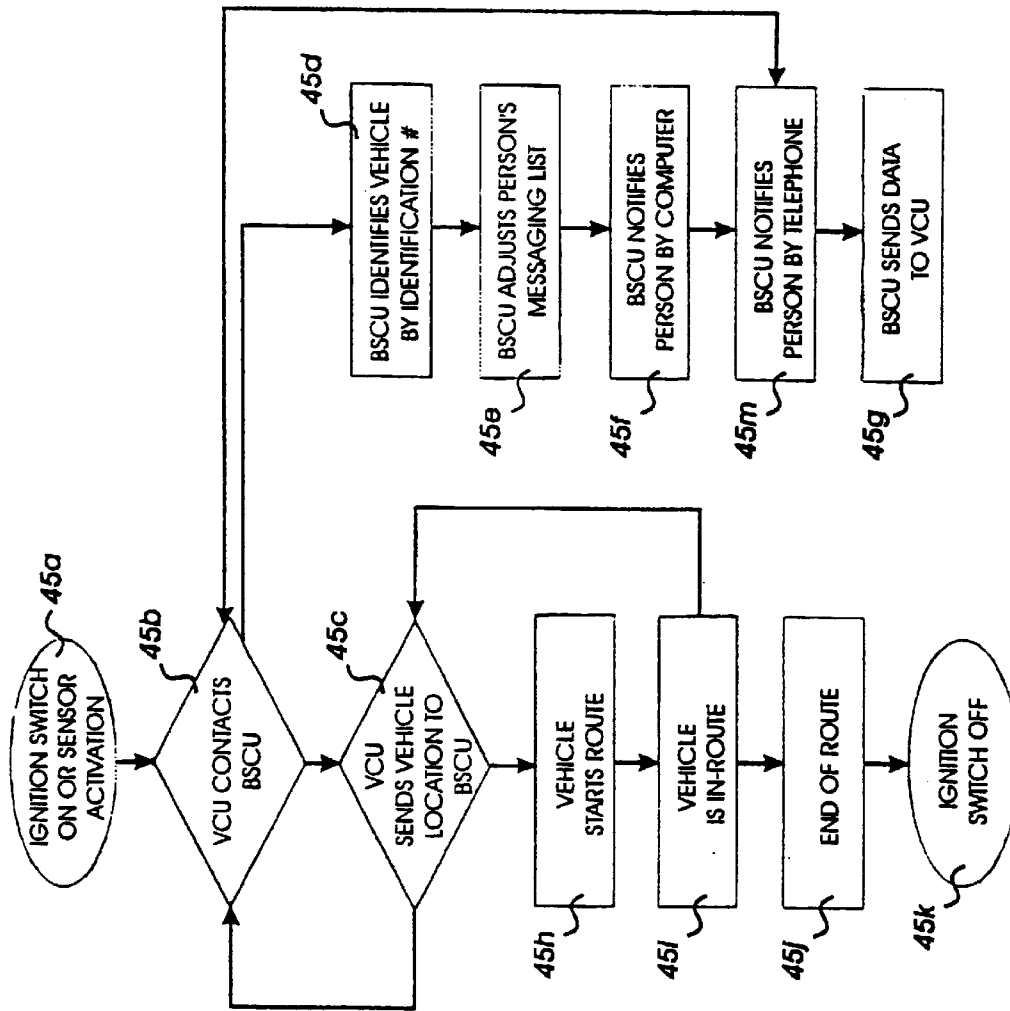 IGNITION SWITCH
ON OR SENSOR
ACTIVATION
45a
VCU CONTACTS
BSCU
45b
VCU
SENDS VEHICLE
LOCATION TO
BSCU
45c
VEHICLE
STARTS ROUTE
45h
VEHICLE
IS IN-ROUTE
45i
END OF ROUTE
45j
IGNITION
SWITCH OFF
45k
BSCU IDENTIFIES VEHICLE
BY IDENTIFICATION #
45d
BSCU ADJUSTS PERSON'S
MESSAGING LIST
45e
BSCU NOTIFIES
PERSON BY COMPUTER
45f
BSCU NOTIFIES
PERSON BY TELEPHONE
45m
BSCU SENDS DATA
TO VCU
45g